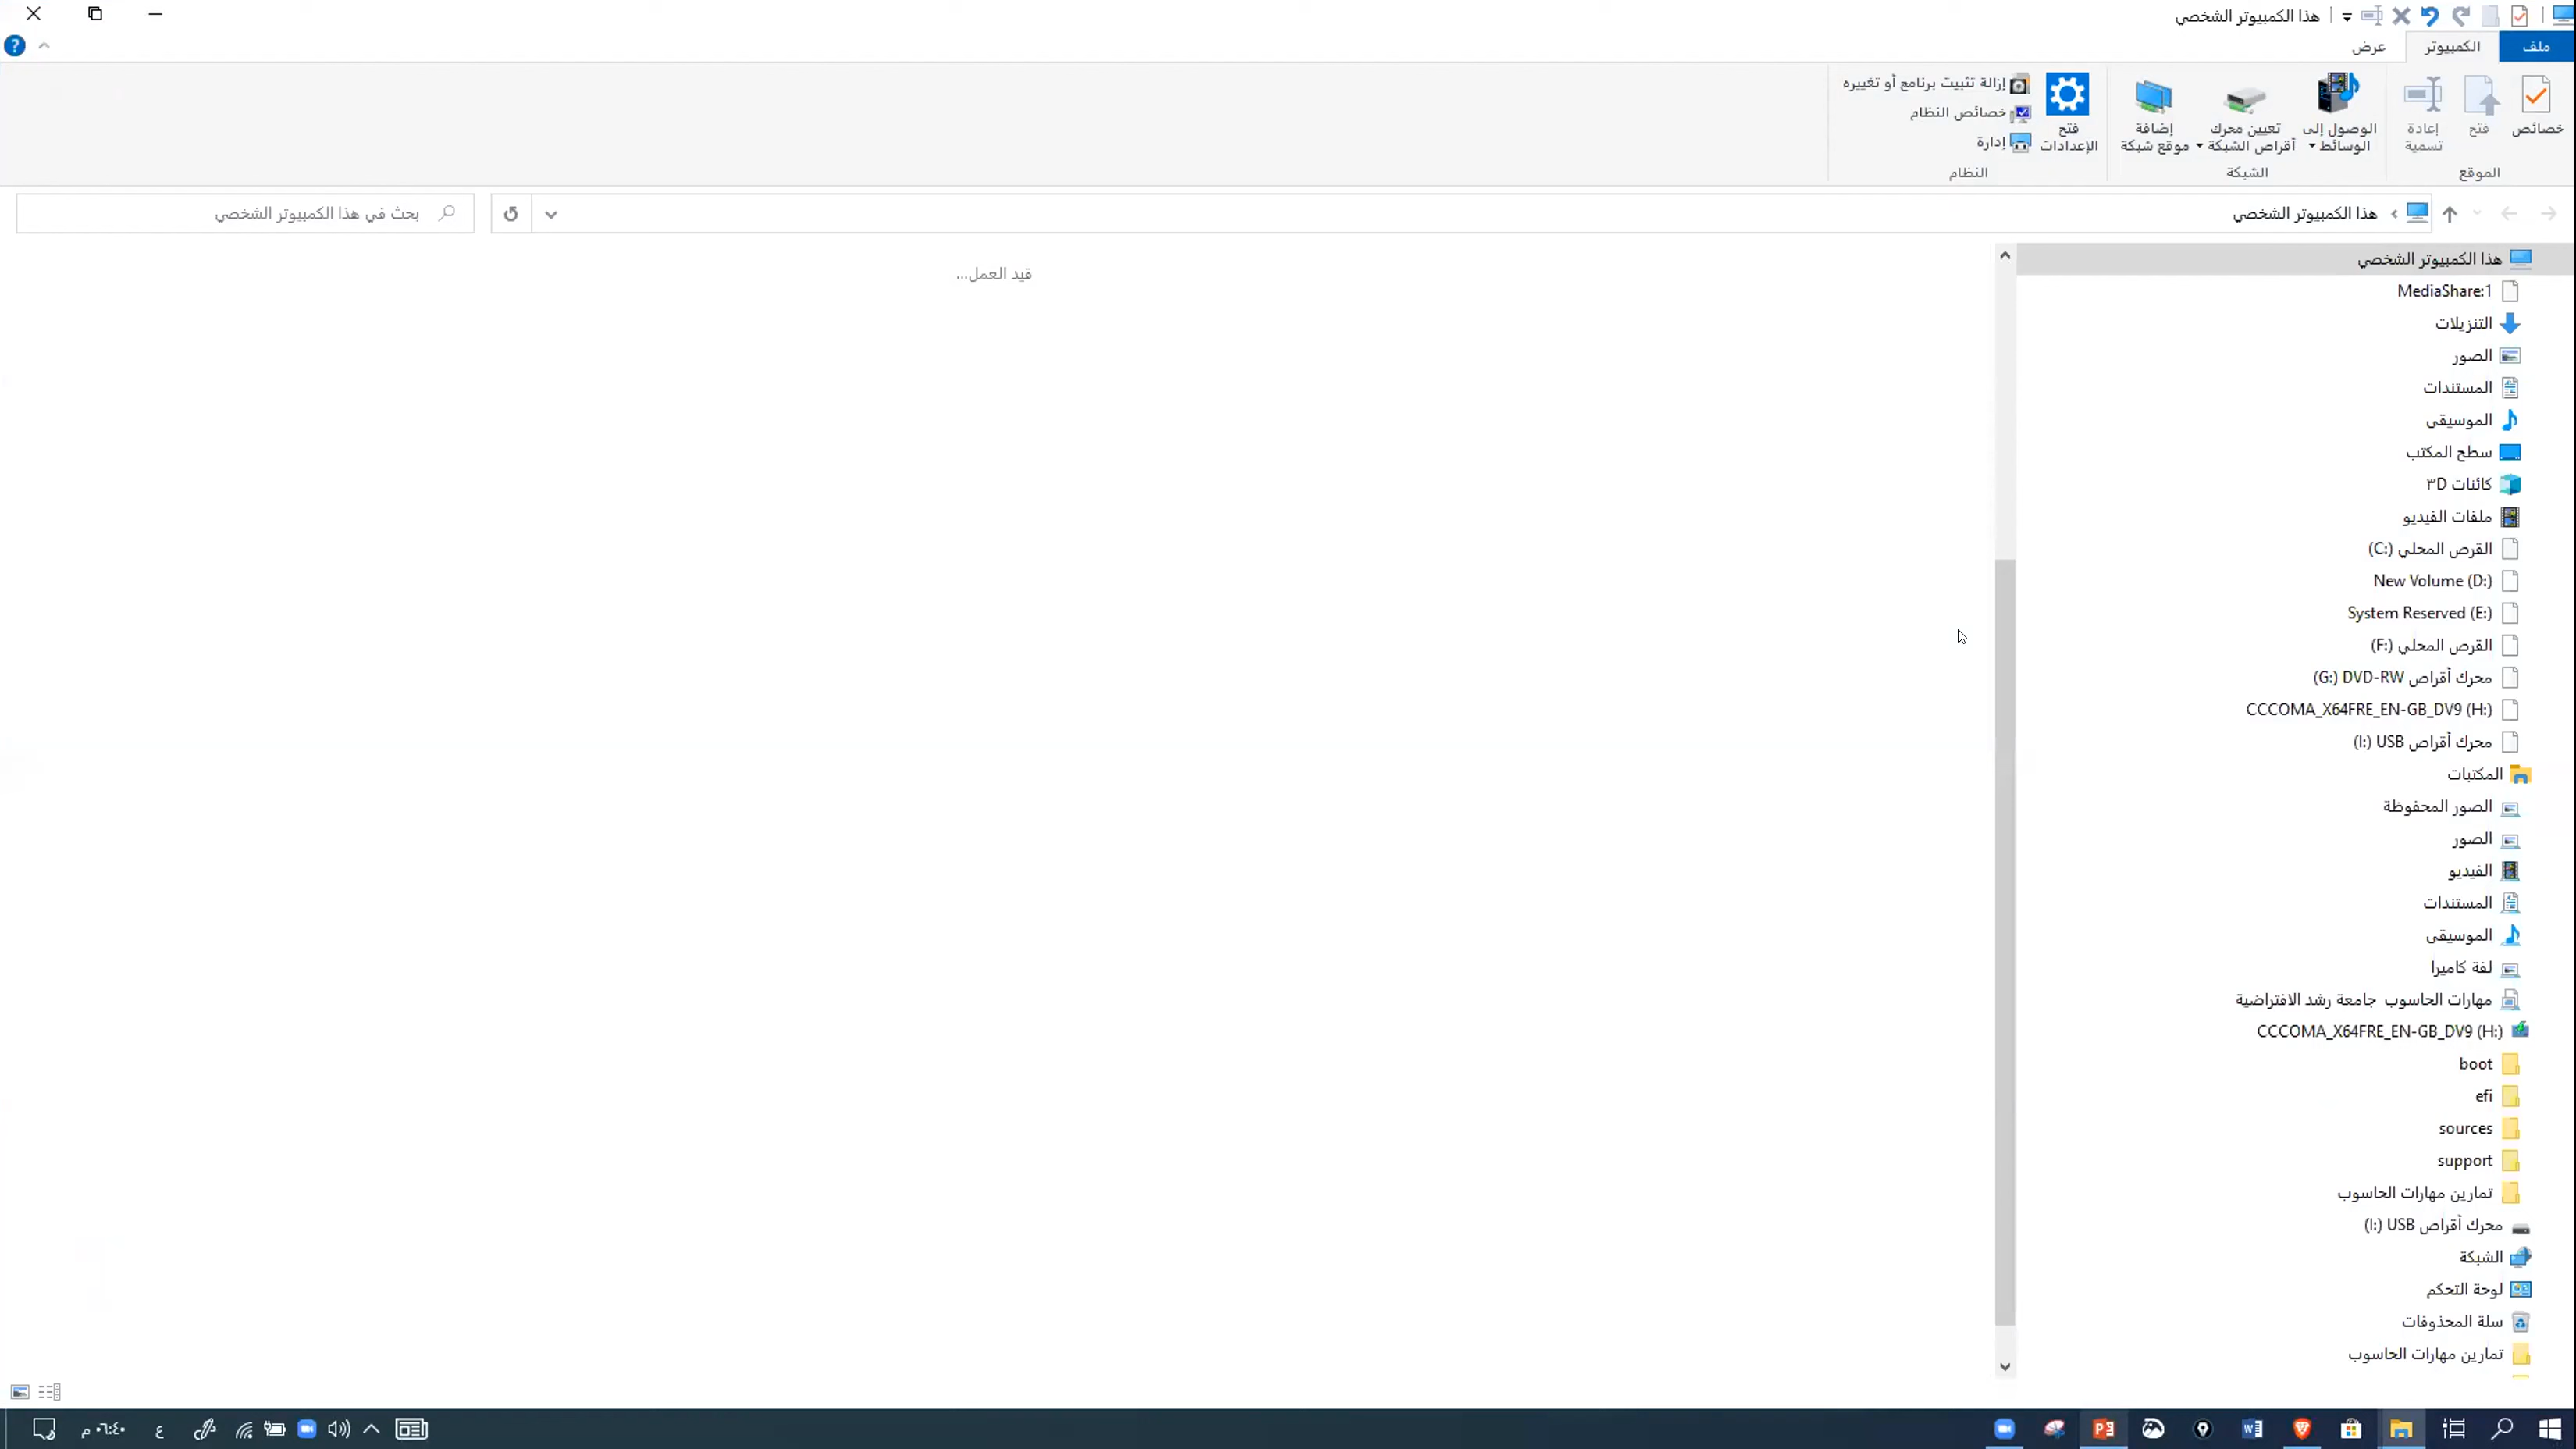 هذا الكمبيوتر الشخصي
ملف
الكمبيوتر
عرض
خصائص
فتح
إعادة تسمية
الموقع
الوصول إلى الوسائط
تعيين محرك أقراص الشبكة
إضافة موقع شبكة
الشبكة
فتح الإعدادات
إزالة تثبيت برنامج أو تغييره
خصائص النظام
إدارة
النظام
هذا الكمبيوتر الشخصي
بحث في هذا الكمبيوتر الشخصي
قيد العمل...
هذا الكمبيوتر الشخصي
MediaShare:1
التنزيلات
الصور
المستندات
الموسيقى
سطح المكتب
كائنات ٣D
ملفات الفيديو
القرص المحلي (C:)
New Volume (D:)
System Reserved (E:)
القرص المحلي (F:)
محرك أقراص DVD-RW (G:)
CCCOMA_X64FRE_EN-GB_DV9 (H:)
محرك أقراص USB (I:)
المكتبات
الصور المحفوظة
الصور
الفيديو
المستندات
الموسيقى
لفة كاميرا
مهارات الحاسوب جامعة رشد الافتراضية
CCCOMA_X64FRE_EN-GB_DV9 (H:)
boot
efi
sources
support
تمارين مهارات الحاسوب
محرك أقراص USB (I:)
الشبكة
لوحة التحكم
سلة المحذوفات
تمارين مهارات الحاسوب
ع
٠٦:٤٠ م